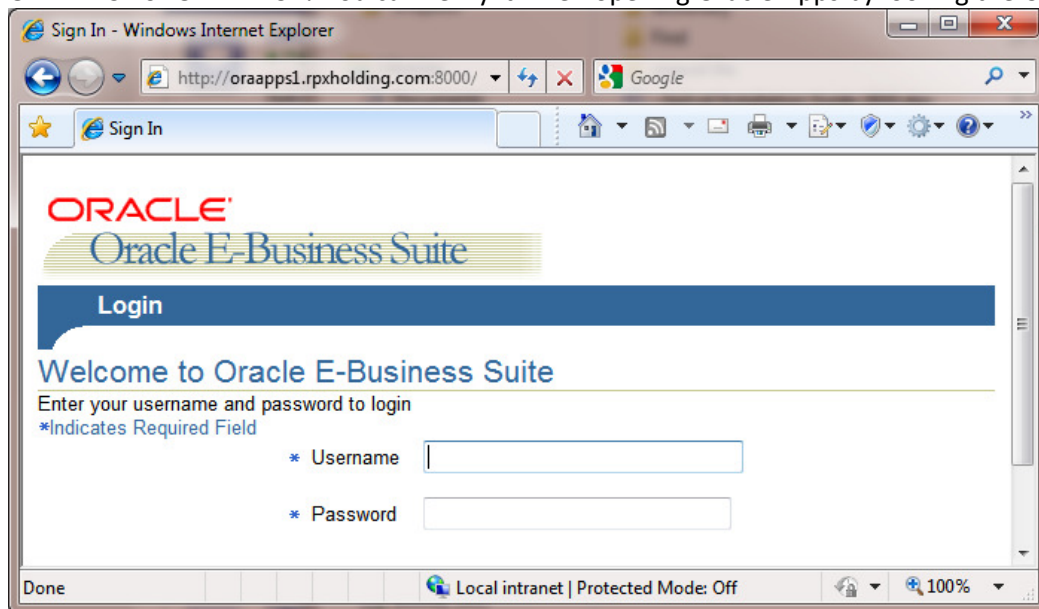 Sign In - Windows Internet Explorer
http://oraapps1.rpxholding.com:8000/
Google
Sign In
ORACLE
Oracle E-Business Suite
Login
Welcome to Oracle E-Business Suite
Enter your username and password to login
*Indicates Required Field
* Username
* Password
Done
Local intranet | Protected Mode: Off
100%